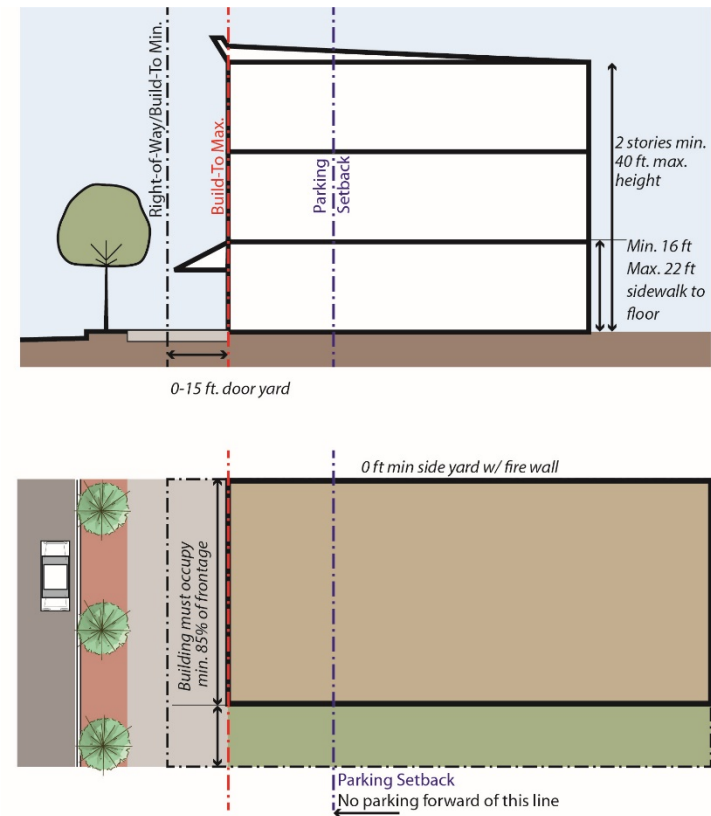 Right-of-Way/Build-To Min.
Build-To Max.
Parking
Setback
2 stories min.
40 ft. max.
height
Min. 16 ft
Max. 22 ft
sidewalk to
floor
0-15 ft. door yard
0 ft min side yard w/ fire wall
Building must occupy
min. 85% of frontage
Parking Setback
No parking forward of this line